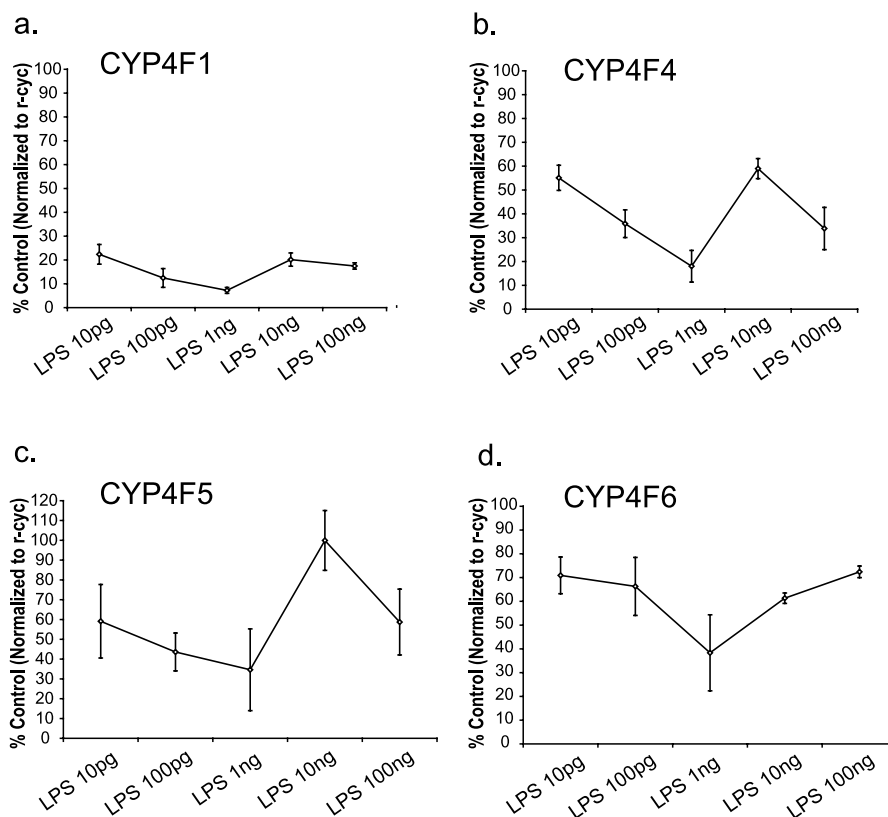 a.
CYP4F1
% Control (Normalized to r-cyc)
100
90
80
70
60
50
40
30
20
10
0
LPS 10pg
LPS 100pg
LPS 1ng
LPS 10ng
LPS 100ng
b.
CYP4F4
% Control (Normalized to r-cyc)
100
90
80
70
60
50
40
30
20
10
0
LPS 10pg
LPS 100pg
LPS 1ng
LPS 10ng
LPS 100ng
c.
CYP4F5
% Control (Normalized to r-cyc)
120
110
100
90
80
70
60
50
40
30
20
10
0
LPS 10pg
LPS 100pg
LPS 1ng
LPS 10ng
LPS 100ng
d.
CYP4F6
% Control (Normalized to r-cyc)
100
90
80
70
60
50
40
30
20
10
0
LPS 10pg
LPS 100pg
LPS 1ng
LPS 10ng
LPS 100ng